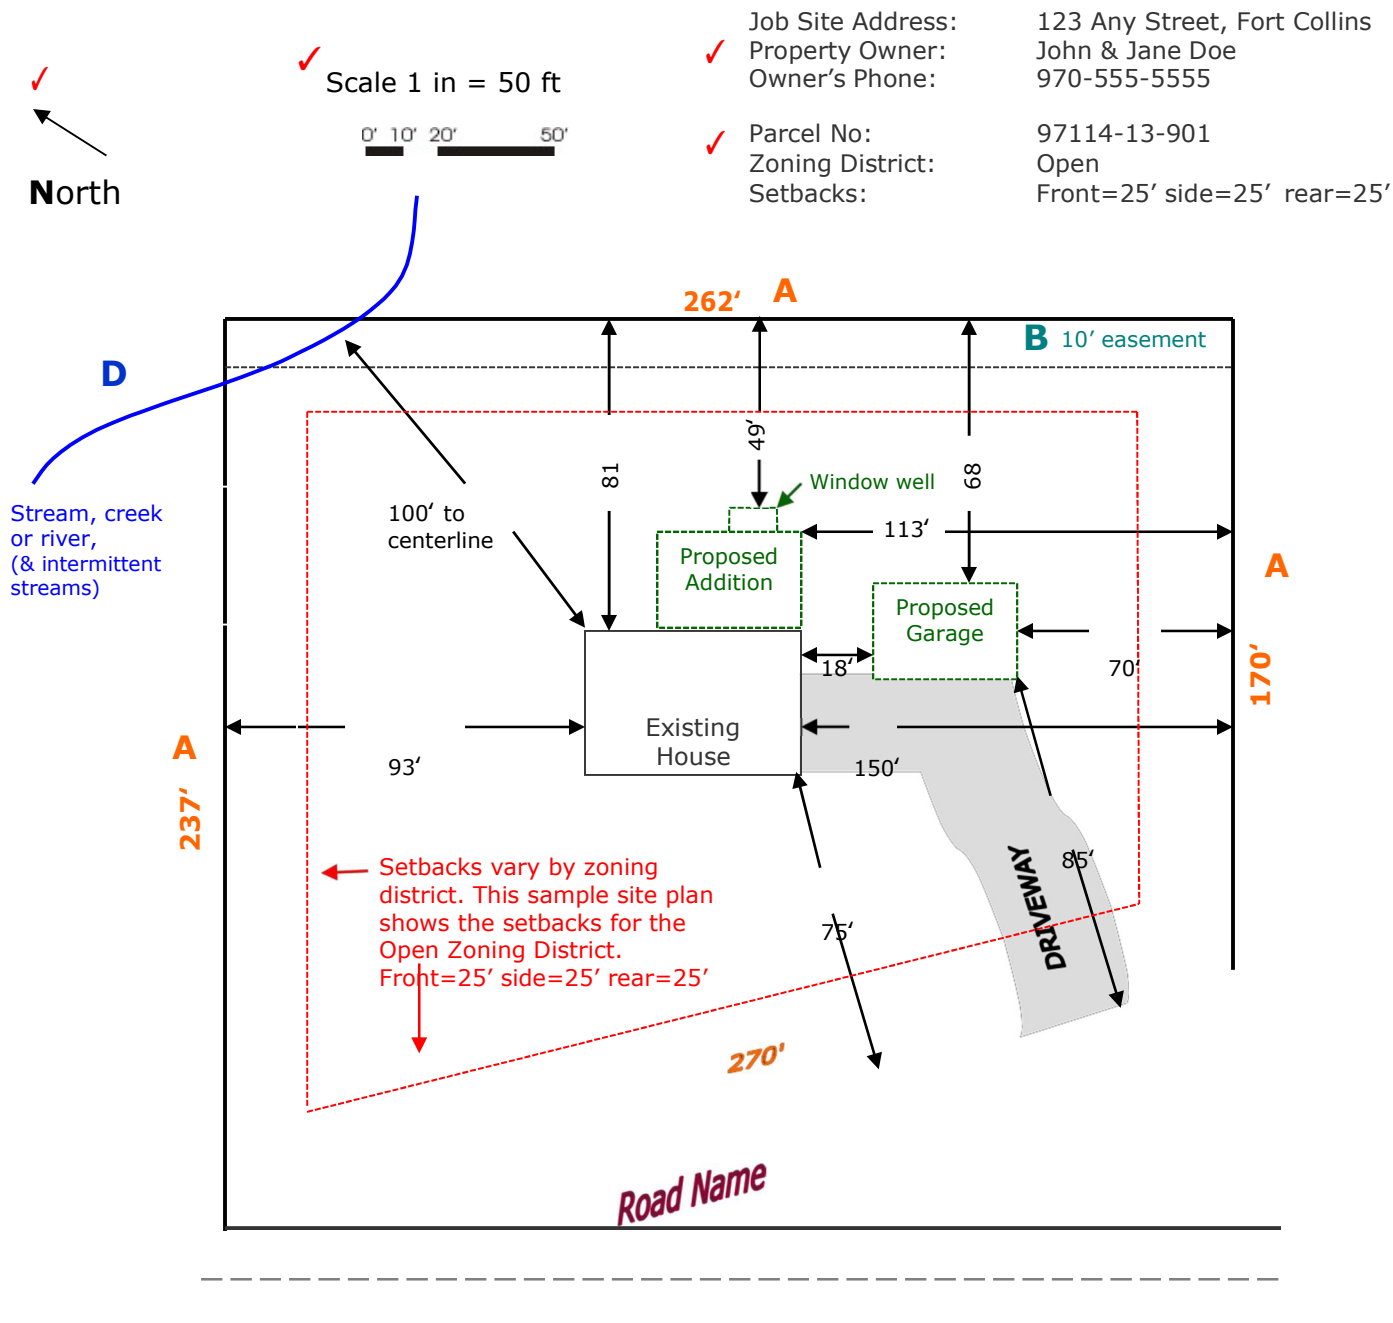 Job Site Address: 123 Any Street, Fort Collins
Property Owner: John & Jane Doe
Owner's Phone: 970-555-5555
✓
✓
✓
Scale 1 in = 50 ft
0' 10' 20' 50'
✓
Parcel No: 97114-13-901
Zoning District: Open
Setbacks: Front=25′ side=25′ rear=25′
North
262‘ A
B 10′ easement
D
49‘
81
68
Window well
Stream, creek
or river,
(& intermittent
streams)
100‘ to
centerline
113‘
Proposed
Addition
A
Proposed
Garage
18‘
70‘
170‘
Existing
House
A
93‘
150‘
237‘
Setbacks vary by zoning
district. This sample site plan
shows the setbacks for the
Open Zoning District.
Front=25′ side=25′ rear=25′
85‘
DRIVEWAY
75‘
270'
Road Name